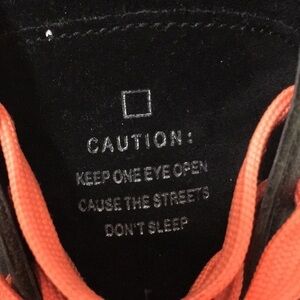 CAUTION:
KEEP ONE EYE OPEN
CAUSE THE STREETS
DON'T SLEEP